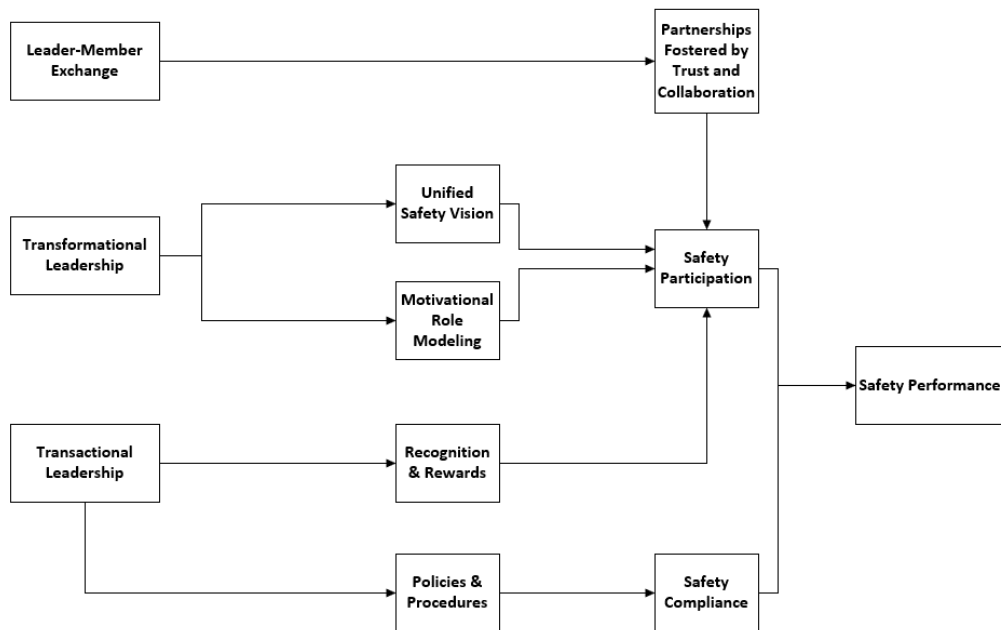 Leader-Member
Exchange
Partnerships
Fostered by
Trust and
Collaboration
Unified
Safety Vision
Transformational
Leadership
Safety
Participation
Motivational
Role
Modeling
Safety Performance
Transactional
Leadership
Recognition
& Rewards
Policies &
Procedures
Safety
Compliance